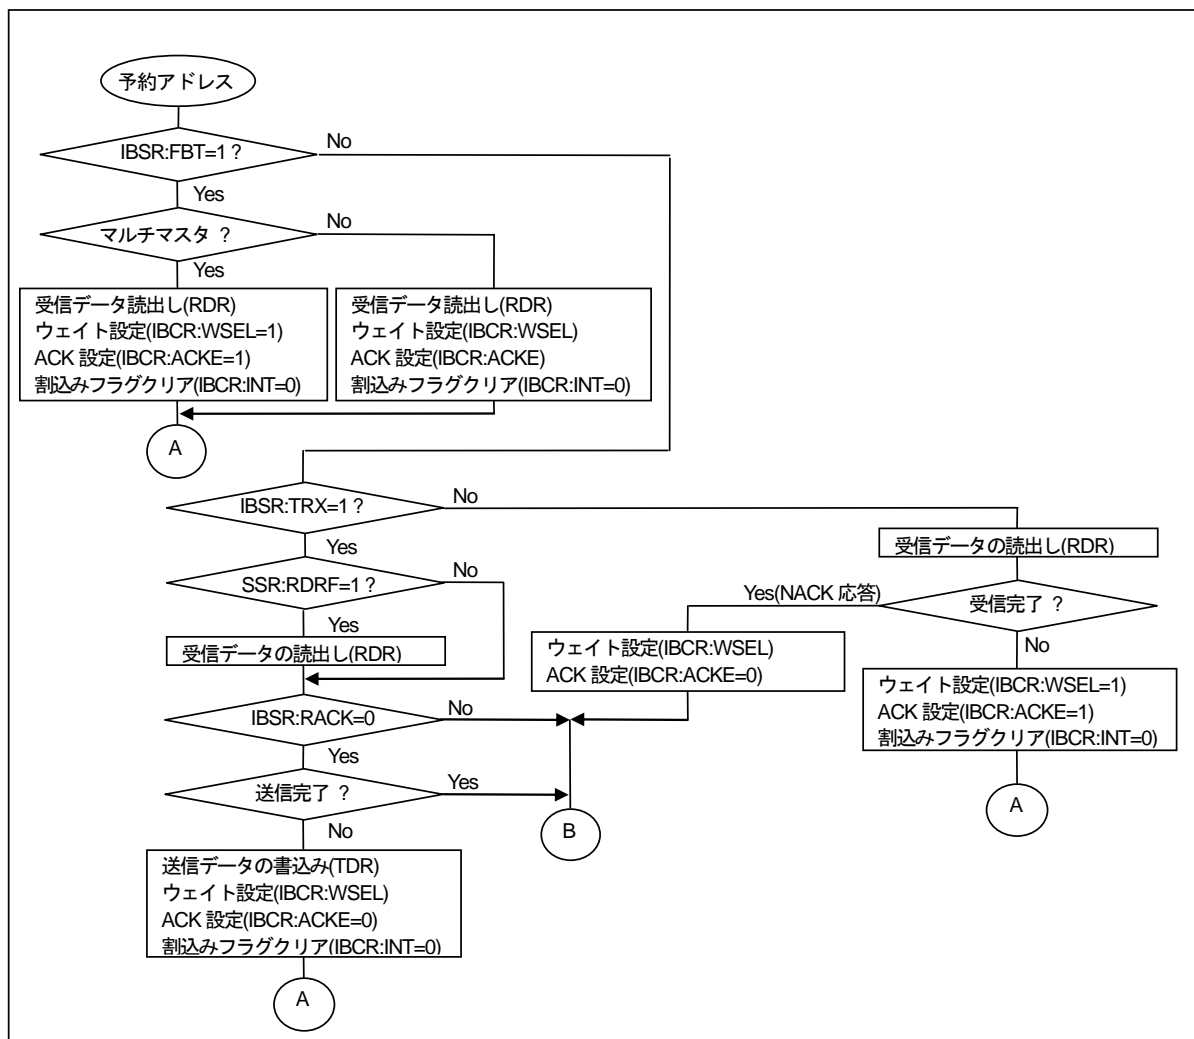 予約アドレス
IBSR:FBT=1 ?
No
Yes
マルチマスタ ?
No
Yes
受信データ読出し(RDR)
ウェイト設定(IBCR:WSEL=1)
ACK 設定(IBCR:ACKE=1)
割込みフラグクリア(IBCR:INT=0)
受信データ読出し(RDR)
ウェイト設定(IBCR:WSEL)
ACK 設定(IBCR:ACKE)
割込みフラグクリア(IBCR:INT=0)
A
IBSR:TRX=1 ?
No
Yes
受信データの読出し(RDR)
SSR:RDRF=1 ?
No
Yes
Yes(NACK 応答)
受信完了 ?
No
受信データの読出し(RDR)
ウェイト設定(IBCR:WSEL)
ACK 設定(IBCR:ACKE=0)
ウェイト設定(IBCR:WSEL=1)
ACK 設定(IBCR:ACKE=1)
割込みフラグクリア(IBCR:INT=0)
IBSR:RACK=0
No
Yes
送信完了 ?
Yes
No
B
A
送信データの書込み(TDR)
ウェイト設定(IBCR:WSEL)
ACK 設定(IBCR:ACKE=0)
割込みフラグクリア(IBCR:INT=0)
A